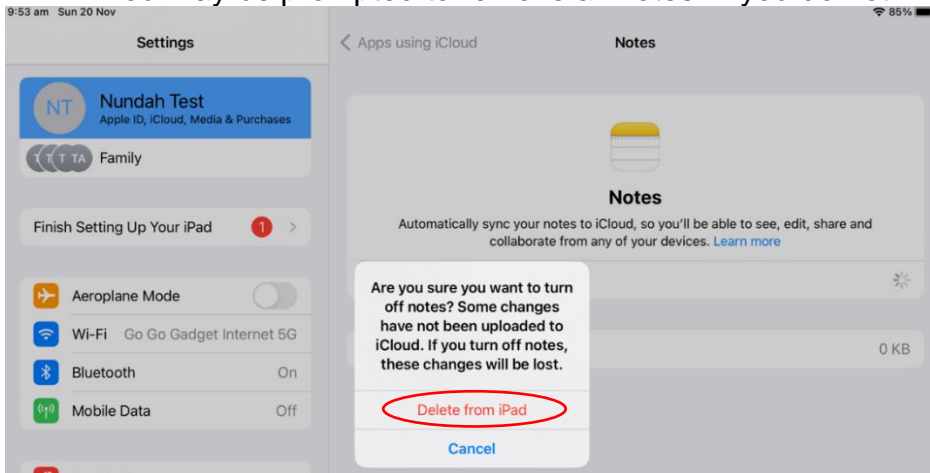 9:53 am Sun 20 Nov
85%
Settings
Apps using iCloud
Notes
NT
Nundah Test
Apple ID, iCloud, Media & Purchases
TA
Family
Notes
Automatically sync your notes to iCloud, so you'll be able to see, edit, share and
collaborate from any of your devices. Learn more
Finish Setting Up Your iPad 1
Are you sure you want to turn
off notes? Some changes
have not been uploaded to
iCloud. If you turn off notes,
these changes will be lost.
Delete from iPad
Cancel
0 KB
Aeroplane Mode
Wi-Fi Go Go Gadget Internet 5G
Bluetooth On
Mobile Data Off